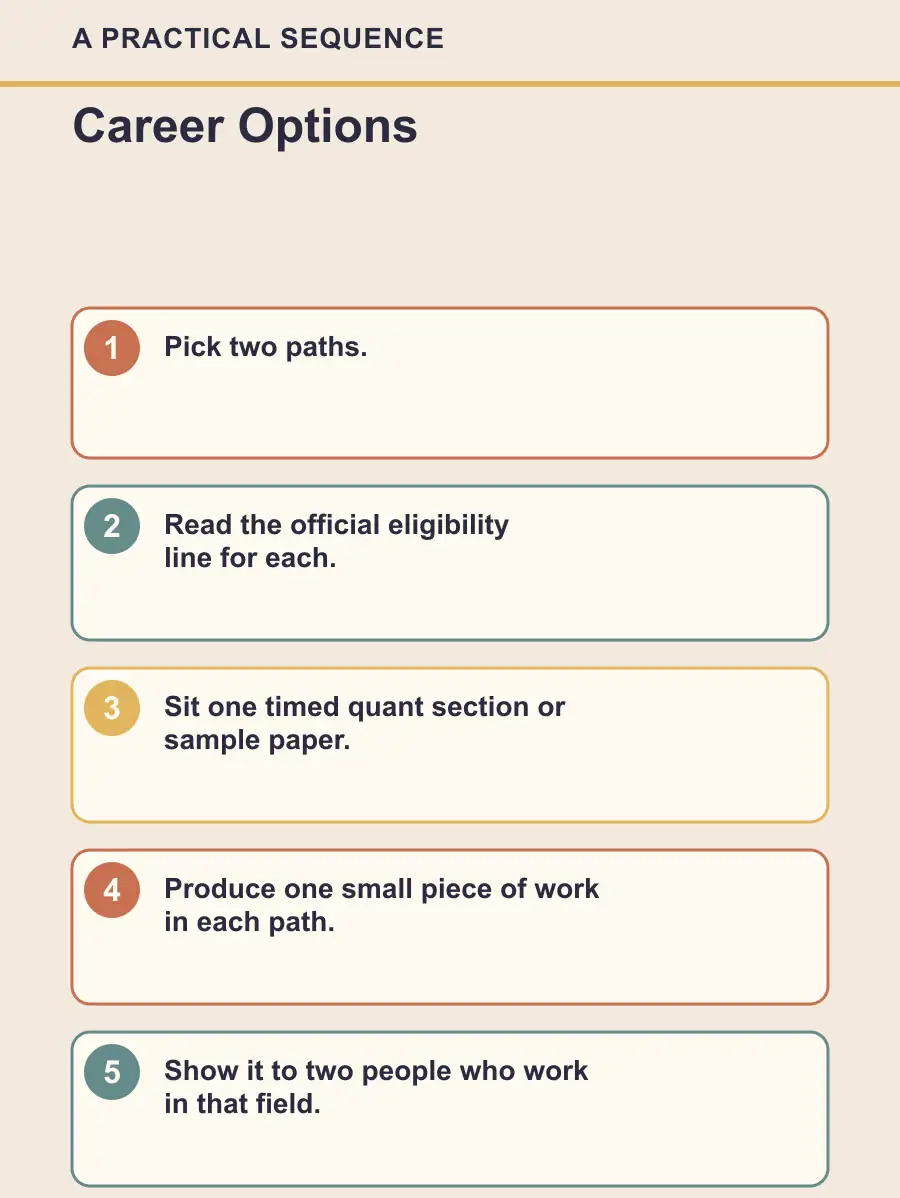 A PRACTICAL SEQUENCE
Career Options
1
Pick two paths.
2
Read the official eligibility
line for each.
3
Sit one timed quant section or
sample paper.
4
Produce one small piece of work
in each path.
5
Show it to two people who work
in that field.